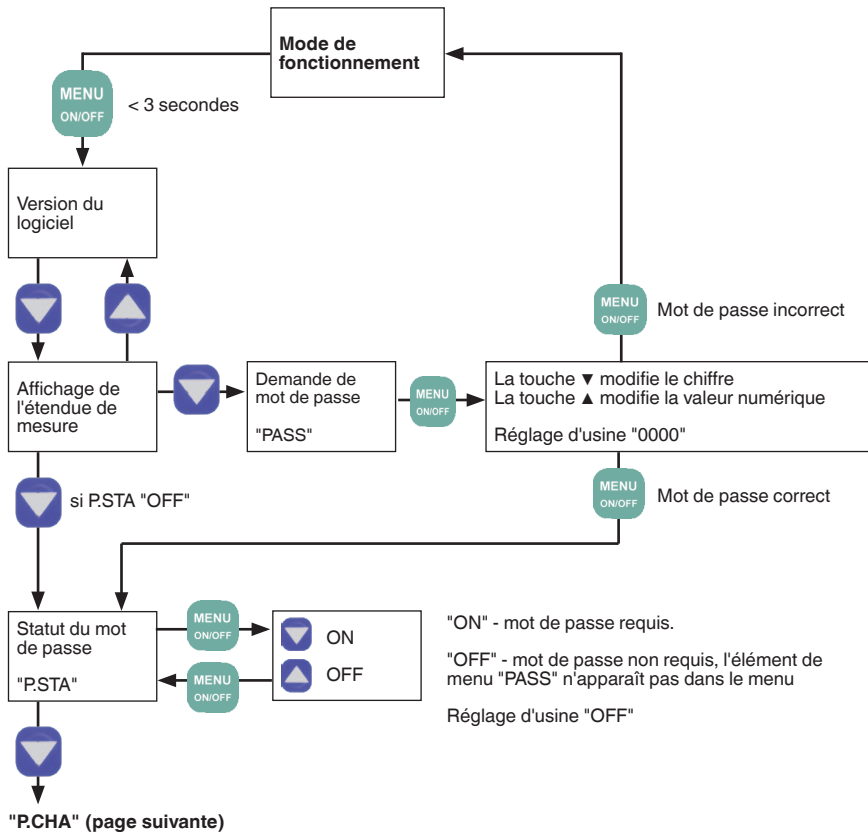 Mode de
fonctionnement
MENU
ON/OFF
< 3 secondes
Version du
logiciel
MENU
ON/OFF
Mot de passe incorrect
Affichage de
l'étendue de
mesure
Demande de
mot de passe
"PASS"
MENU
ON/OFF
La touche ▼ modifie le chiffre
La touche ▲ modifie la valeur numérique
Réglage d'usine "0000"
si P.STA "OFF"
MENU
ON/OFF
Mot de passe correct
Statut du mot
de passe
"P.STA"
MENU
ON/OFF
MENU
ON/OFF
ON
OFF
"ON" - mot de passe requis.
"OFF" - mot de passe non requis, l'élément de
menu "PASS" n'apparaît pas dans le menu
Réglage d'usine "OFF"
"P.CHA" (page suivante)